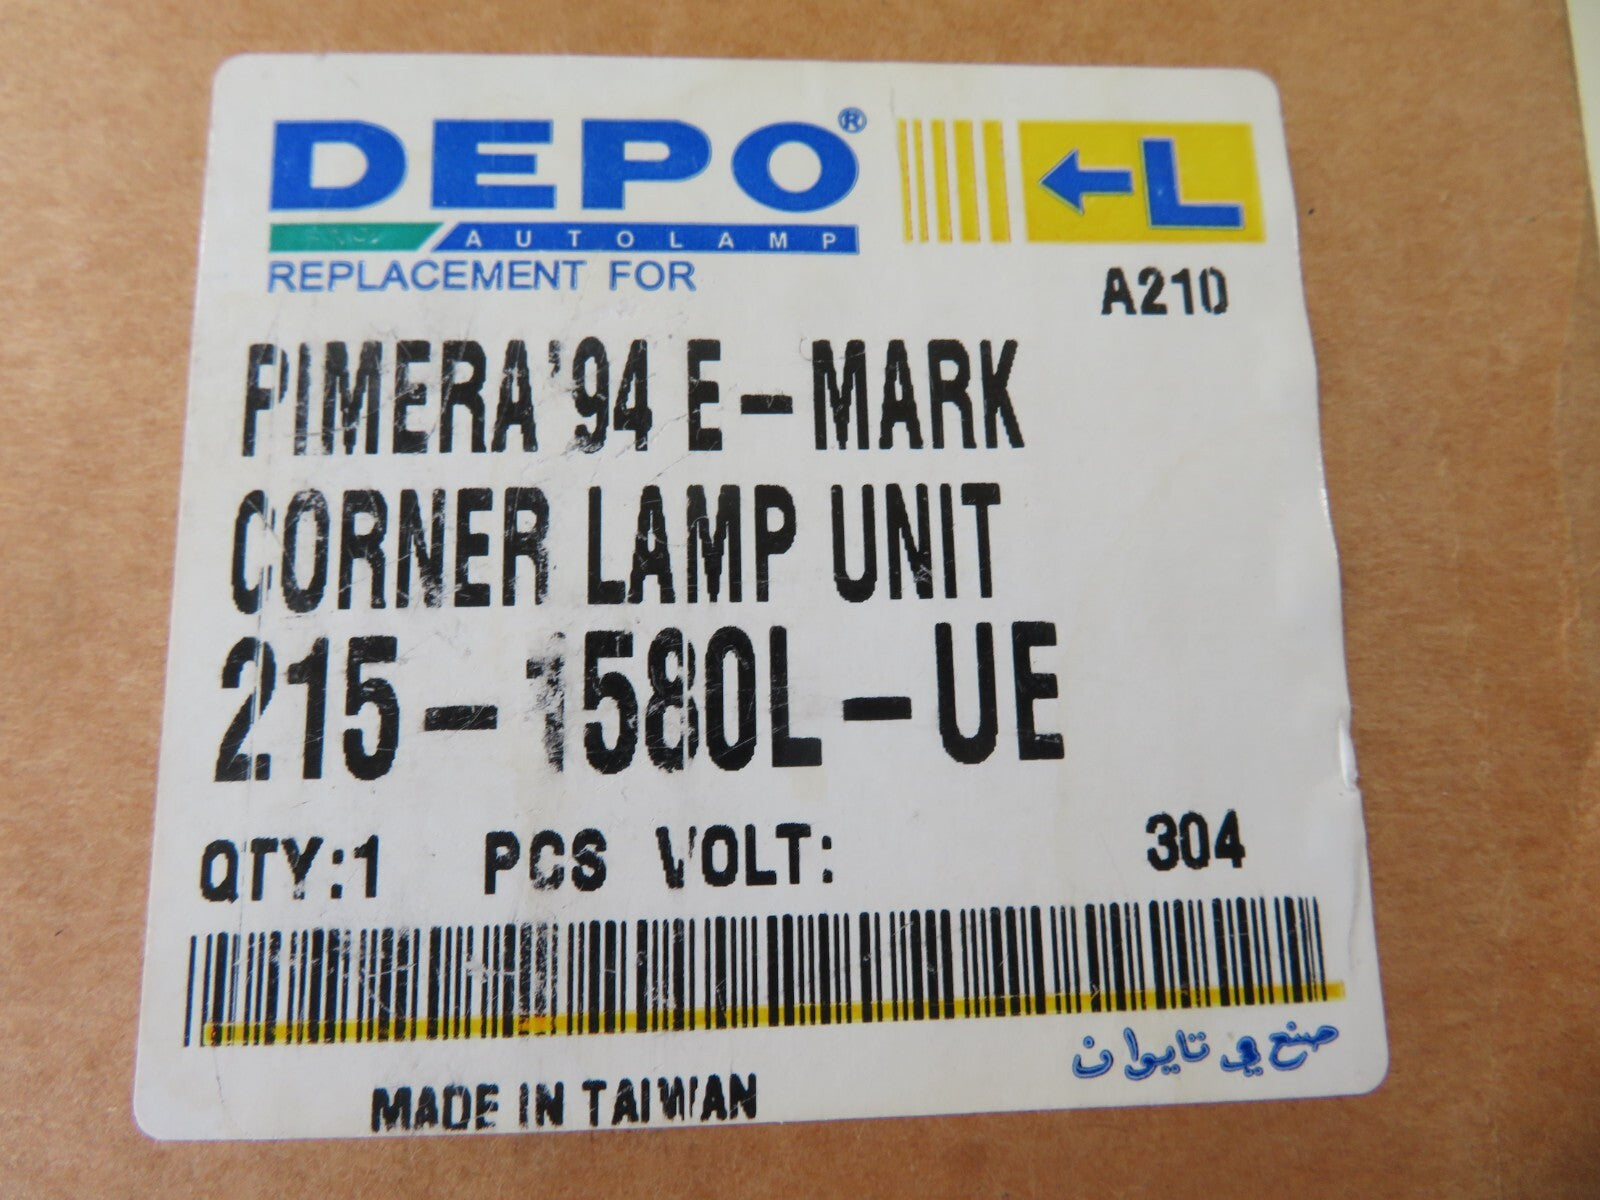 DEPO®
←L
AUTOLAMP
REPLACEMENT FOR
A210
PIMERA'94 E-MARK
CORNER LAMP UNIT
215-1580L-UE
QTY:1 PCS VOLT: 304
صنع في تايوان
MADE IN TAIWAN